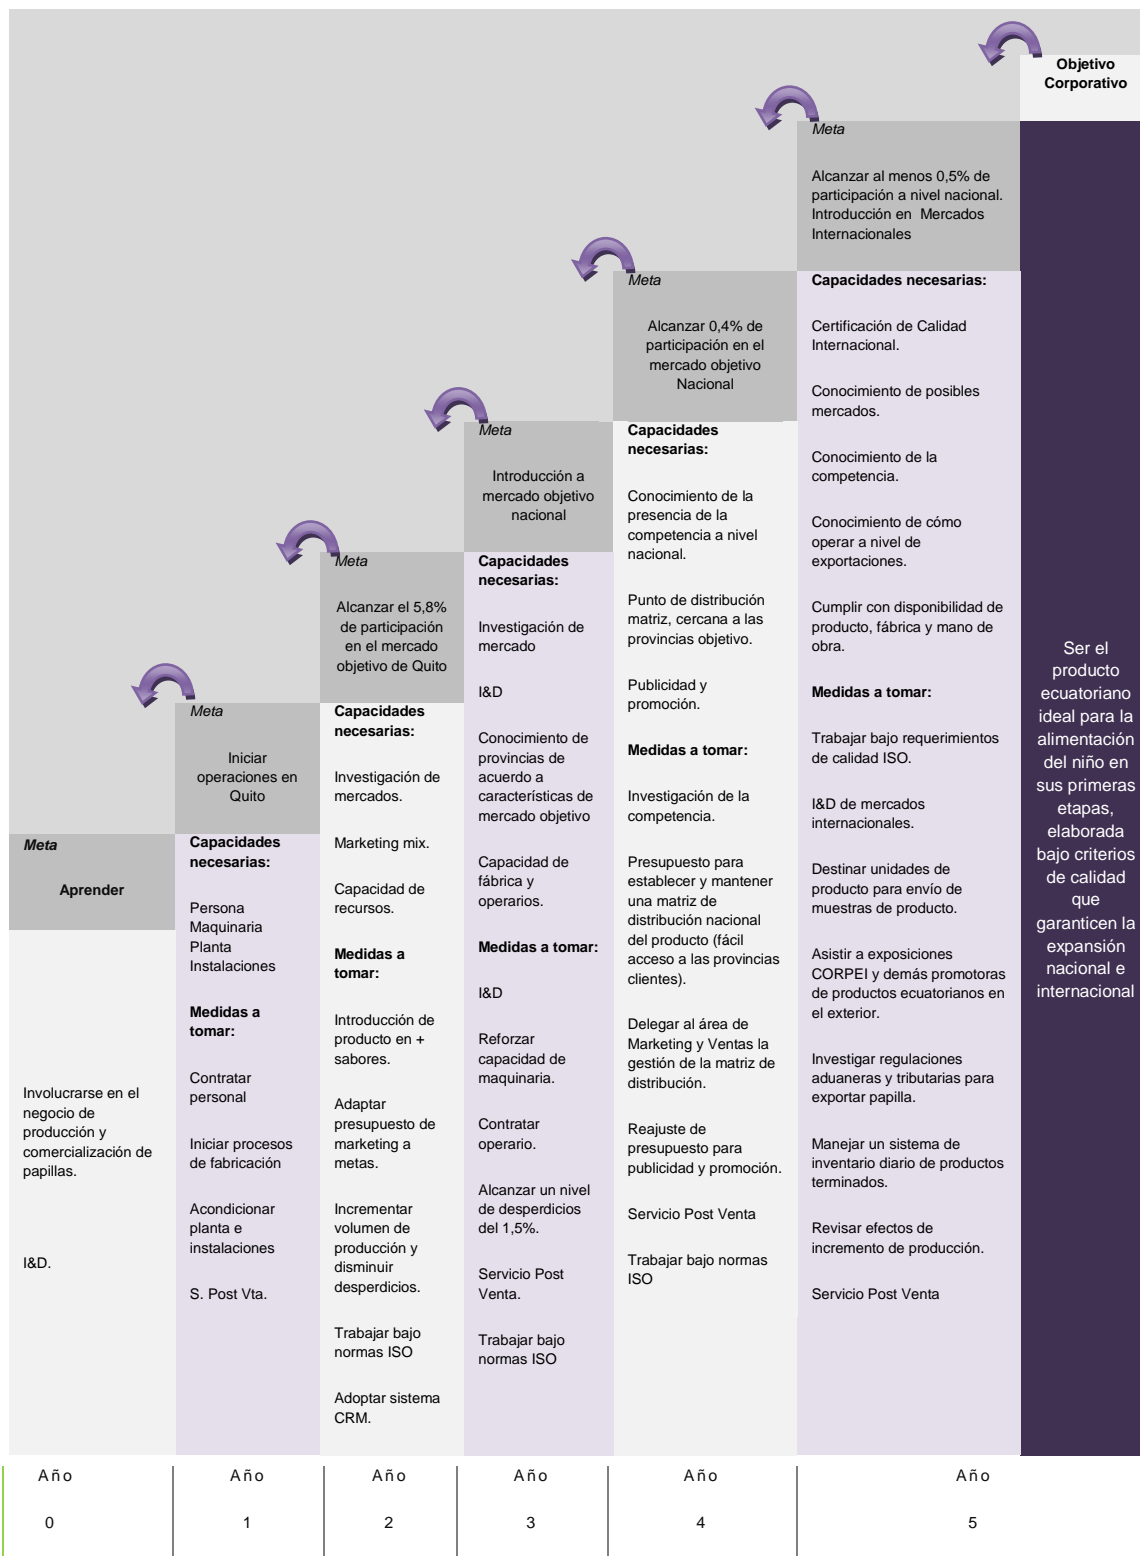 Meta
Aprender
Involucrarse en el
negocio de
producción y
comercialización de
papillas.
I&D.
Meta
Iniciar
operaciones en
Quito
Capacidades
necesarias:
Persona
Maquinaria
Planta
Instalaciones
Medidas a
tomar:
Contratar
personal
Iniciar procesos
de fabricación
Acondicionar
planta e
instalaciones
S. Post Vta.
Meta
Alcanzar el 5,8%
de participación
en el mercado
objetivo de Quito
Capacidades
necesarias:
Investigación de
mercados.
Marketing mix.
Capacidad de
recursos.
Medidas a
tomar:
Introducción de
producto en +
sabores.
Adaptar
presupuesto de
marketing a
metas.
Incrementar
volumen de
producción y
disminuir
desperdicios.
Trabajar bajo
normas ISO
Adoptar sistema
CRM.
Meta
Introducción a
mercado objetivo
nacional
Capacidades
necesarias:
Investigación de
mercado
I&D
Conocimiento de
provincias de
acuerdo a
características de
mercado objetivo
Capacidad de
fábrica y
operarios.
Medidas a tomar:
I&D
Reforzar
capacidad de
maquinaria.
Contratar
operario.
Alcanzar un nivel
de desperdicios
del 1,5%.
Servicio Post
Venta.
Trabajar bajo
normas ISO
Meta
Alcanzar 0,4% de
participación en el
mercado objetivo
Nacional
Capacidades
necesarias:
Conocimiento de la
presencia de la
competencia a nivel
nacional.
Punto de distribución
matriz, cercana a las
provincias objetivo.
Publicidad y
promoción.
Medidas a tomar:
Investigación de la
competencia.
Presupuesto para
establecer y mantener
una matriz de
distribución nacional
del producto (fácil
acceso a las provincias
clientes).
Delegar al área de
Marketing y Ventas la
gestión de la matriz de
distribución.
Reajuste de
presupuesto para
publicidad y promoción.
Servicio Post Venta
Trabajar bajo normas
ISO
Meta
Alcanzar al menos 0,5% de
participación a nivel nacional.
Introducción en Mercados
Internacionales
Capacidades necesarias:
Certificación de Calidad
Internacional.
Conocimiento de posibles
mercados.
Conocimiento de la
competencia.
Conocimiento de cómo
operar a nivel de
exportaciones.
Cumplir con disponibilidad de
producto, fábrica y mano de
obra.
Medidas a tomar:
Trabajar bajo requerimientos
de calidad ISO.
I&D de mercados
internacionales.
Destinar unidades de
producto para envío de
muestras de producto.
Asistir a exposiciones
CORPEI y demás promotoras
de productos ecuatorianos en
el exterior.
Investigar regulaciones
aduaneras y tributarias para
exportar papilla.
Manejar un sistema de
inventario diario de productos
terminados.
Revisar efectos de
incremento de producción.
Servicio Post Venta
Objetivo
Corporativo
Ser el
producto
ecuatoriano
ideal para la
alimentación
del niño en
sus primeras
etapas,
elaborada
bajo criterios
de calidad
que
garanticen la
expansión
nacional e
internacional
Año Año Año Año Año Año
0 1 2 3 4 5